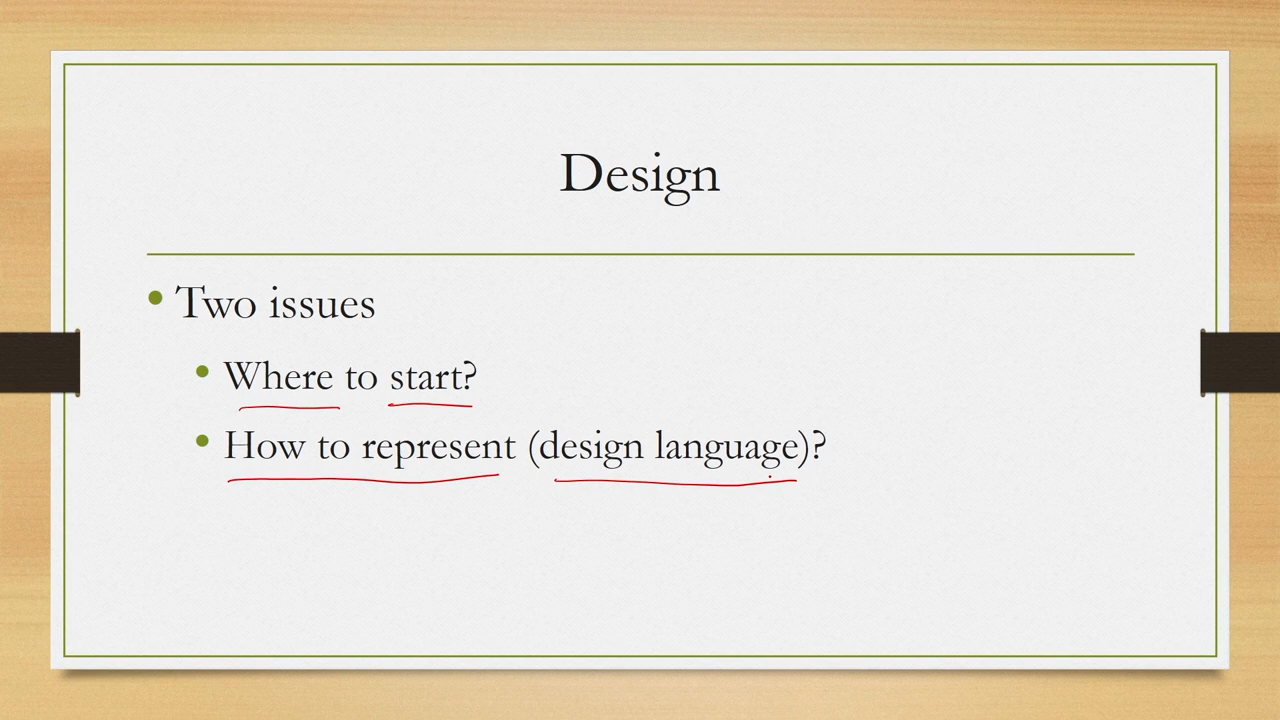 Design
Two issues
Where to start?
How to represent (design language)?